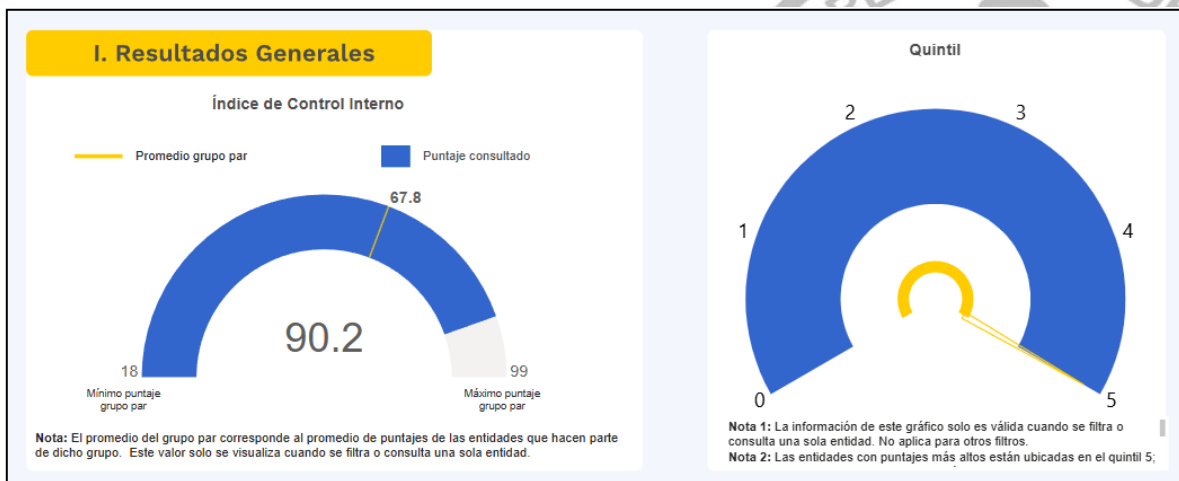 I. Resultados Generales
Índice de Control Interno
Promedio grupo par
Puntaje consultado
67.8
90.2
18
99
Mínimo puntaje
grupo par
Máximo puntaje
grupo par
Nota: El promedio del grupo par corresponde al promedio de puntajes de las entidades que hacen parte
de dicho grupo. Este valor solo se visualiza cuando se filtra o consulta una sola entidad.
Quintil
0
1
2
3
4
5
Nota 1: La información de este gráfico solo es válida cuando se filtra o
consulta una sola entidad. No aplica para otros filtros.
Nota 2: Las entidades con puntajes más altos están ubicadas en el quintil 5;